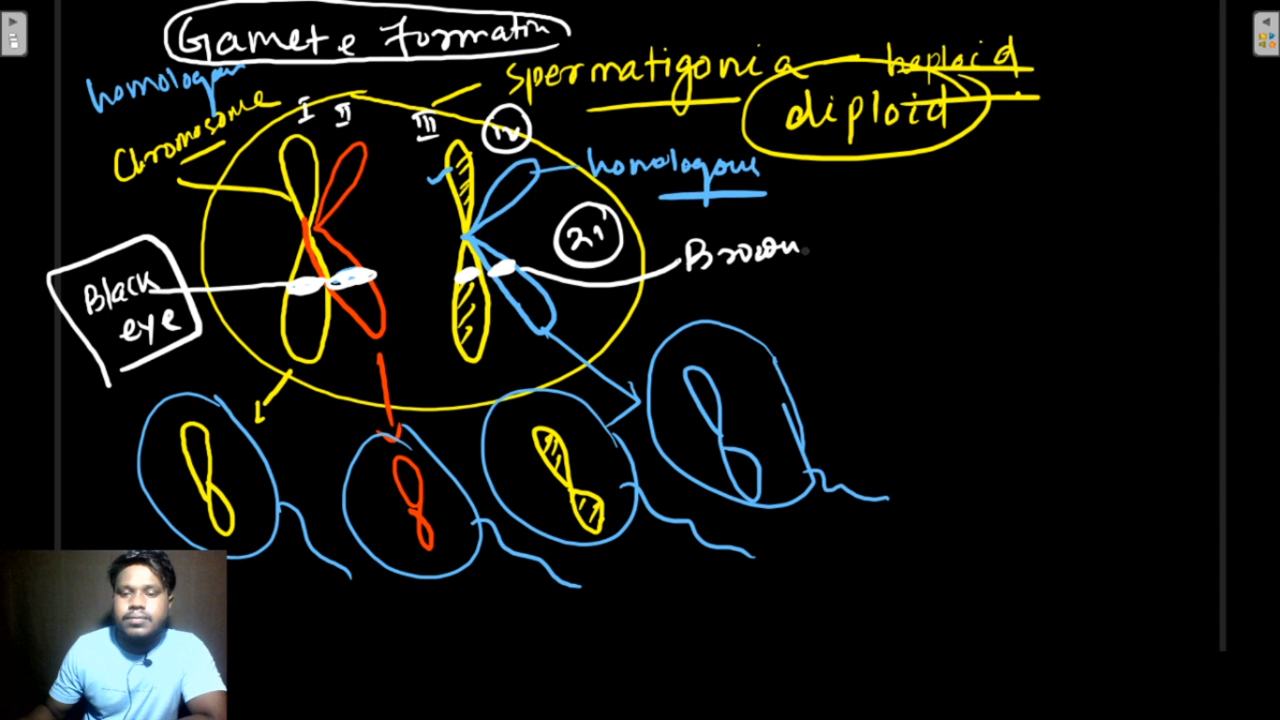 Gamete Formation
Spermatigonia haploid
diploid
homologous
Chromosome
I II III IV
homologous
21
Brown
Black
eye